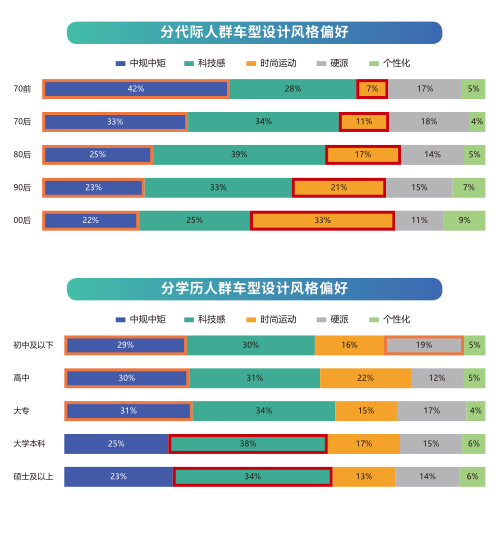 分代际人群车型设计风格偏好
中规中矩 科技感 时尚运动 硬派 个性化
70前 42% 28% 7% 17% 5%
70后 33% 34% 11% 18% 4%
80后 25% 39% 17% 14% 5%
90后 23% 33% 21% 15% 7%
00后 22% 25% 33% 11% 9%
分学历人群车型设计风格偏好
中规中矩 科技感 时尚运动 硬派 个性化
初中及以下 29% 30% 16% 19% 5%
高中 30% 31% 22% 12% 5%
大专 31% 34% 15% 17% 4%
大学本科 25% 38% 17% 15% 6%
硕士及以上 23% 34% 13% 14% 6%